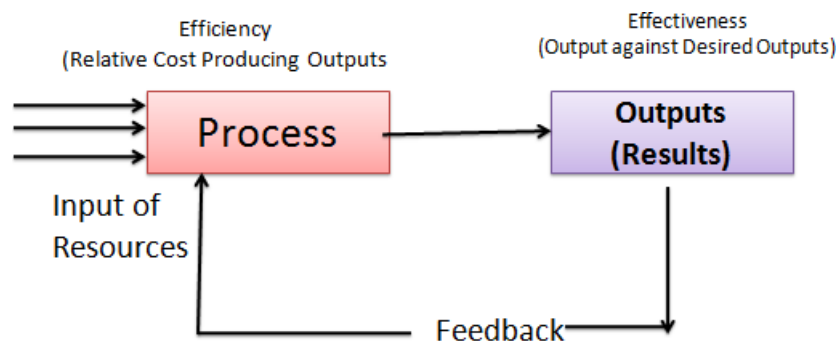 Efficiency
(Relative Cost Producing Outputs
Effectiveness
(Output against Desired Outputs)
Process
Outputs
(Results)
Input of
Resources
Feedback